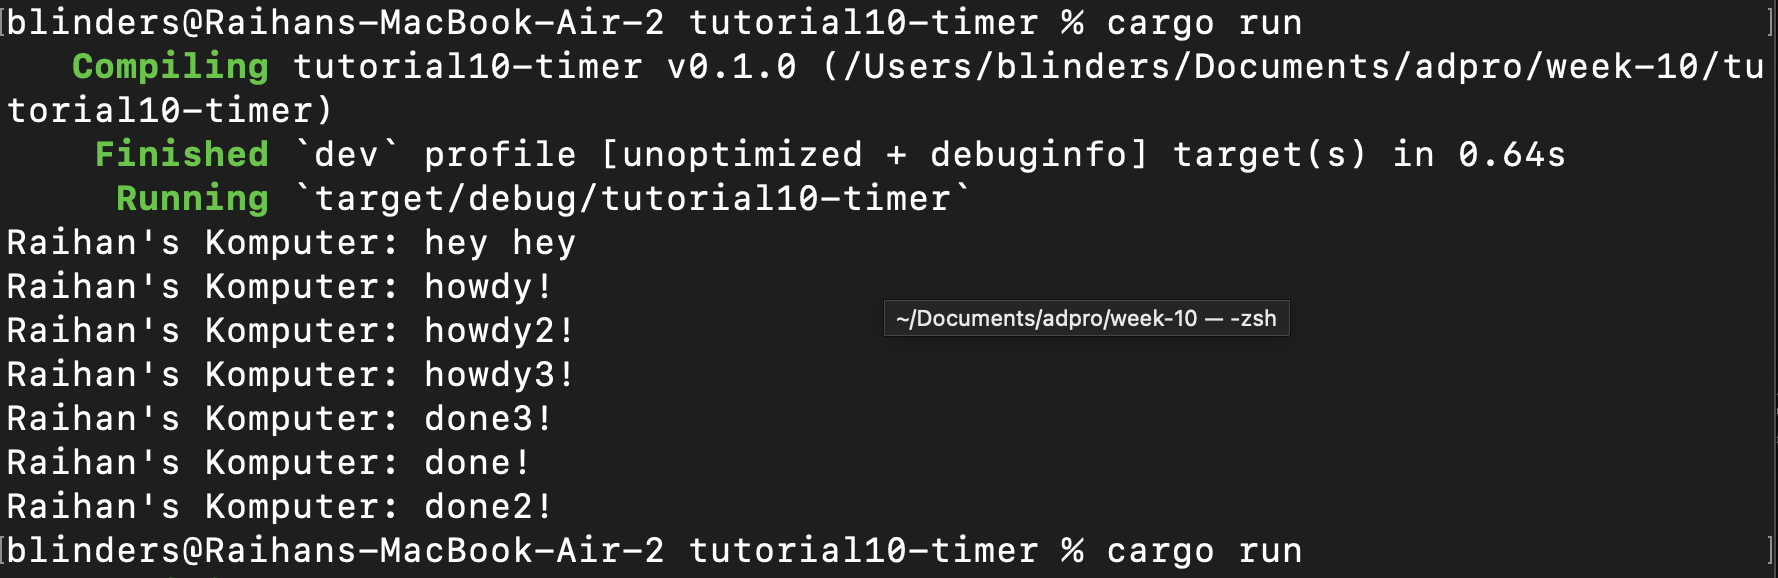 [blinders@Raihans-MacBook-Air-2 tutorial10-timer % cargo run ]
Compiling tutorial10-timer v0.1.0 (/Users/blinders/Documents/adpro/week-10/tu
torial10-timer)
Finished `dev` profile [unoptimized + debuginfo] target(s) in 0.64s
Running `target/debug/tutorial10-timer`
Raihan's Komputer: hey hey
Raihan's Komputer: howdy!
~/Documents/adpro/week-10 — -zsh
Raihan's Komputer: howdy2!
Raihan's Komputer: howdy3!
Raihan's Komputer: done3!
Raihan's Komputer: done!
Raihan's Komputer: done2!
[blinders@Raihans-MacBook-Air-2 tutorial10-timer % cargo run ]